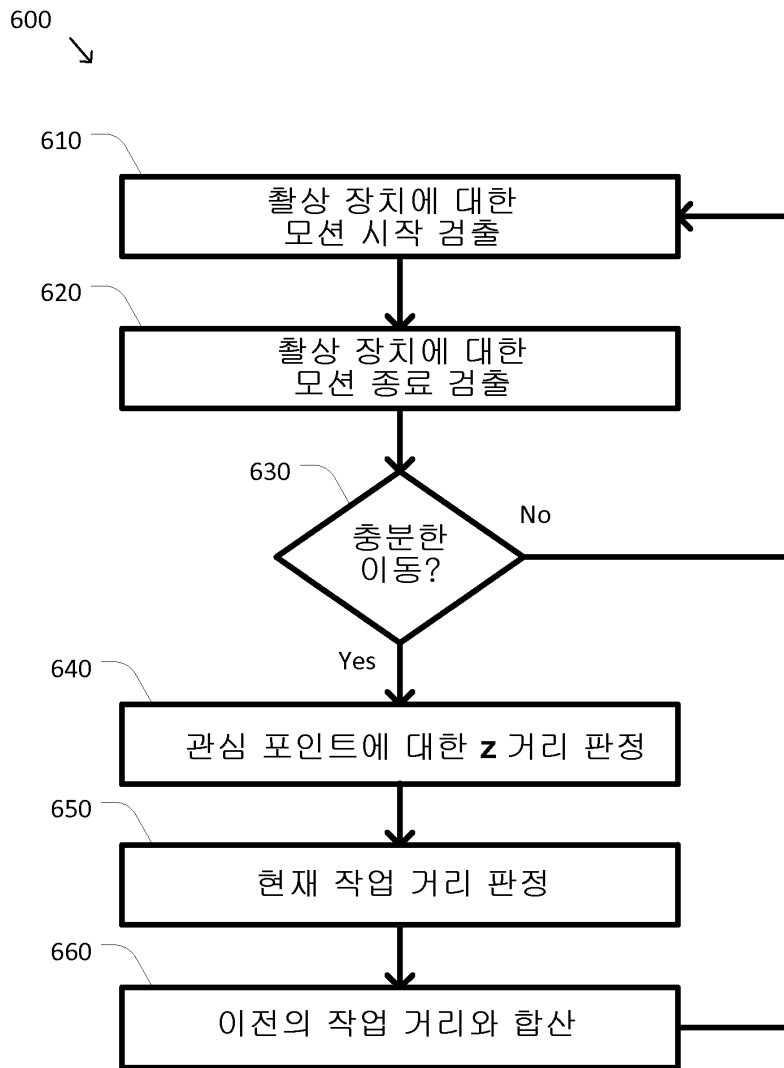 600
610
촬상 장치에 대한
모션 시작 검출
620
촬상 장치에 대한
모션 종료 검출
630
충분한
이동?
No
Yes
640
관심 포인트에 대한 z 거리 판정
650
현재 작업 거리 판정
660
이전의 작업 거리와 합산